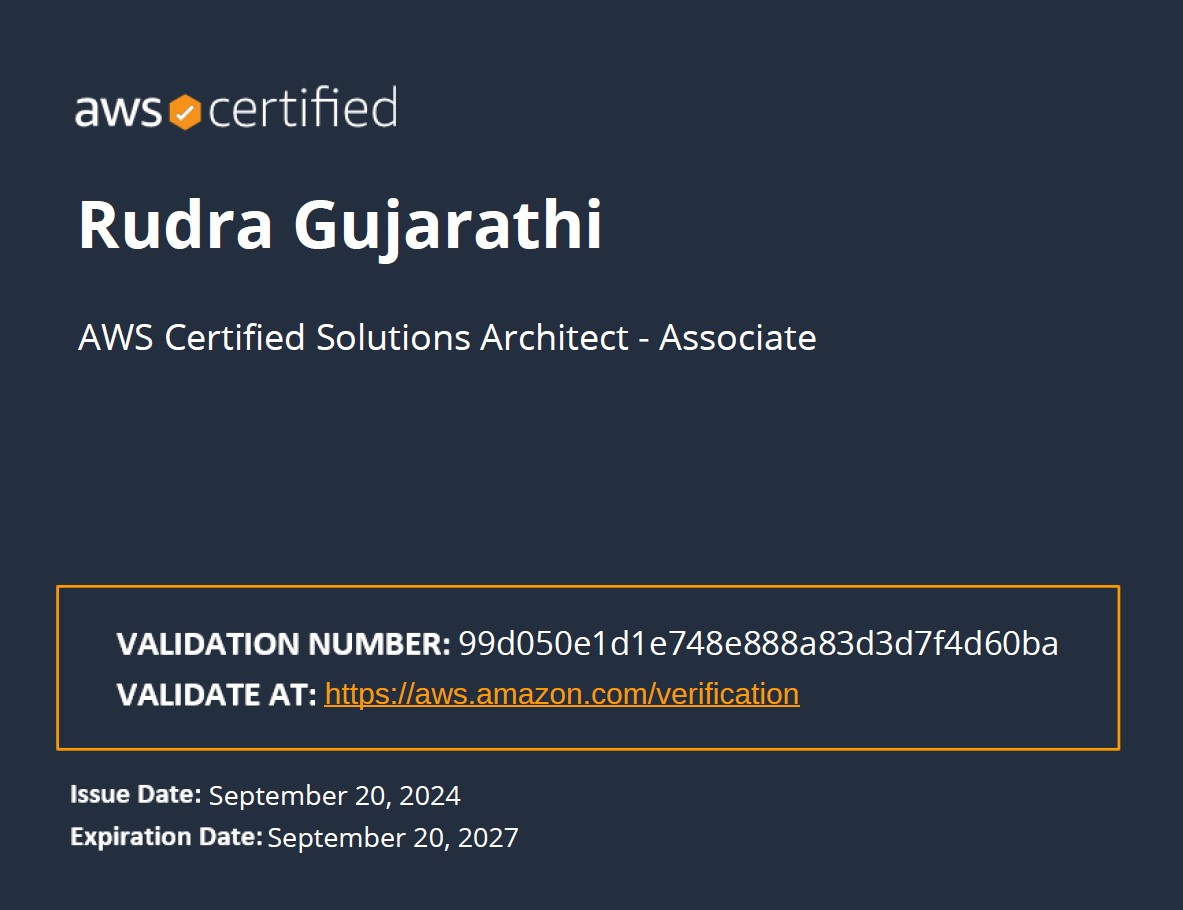 aws certified
Rudra Gujarathi
AWS Certified Solutions Architect - Associate
VALIDATION NUMBER: 99d050e1d1e748e888a83d3d7f4d60ba
VALIDATE AT: https://aws.amazon.com/verification
Issue Date: September 20, 2024
Expiration Date: September 20, 2027